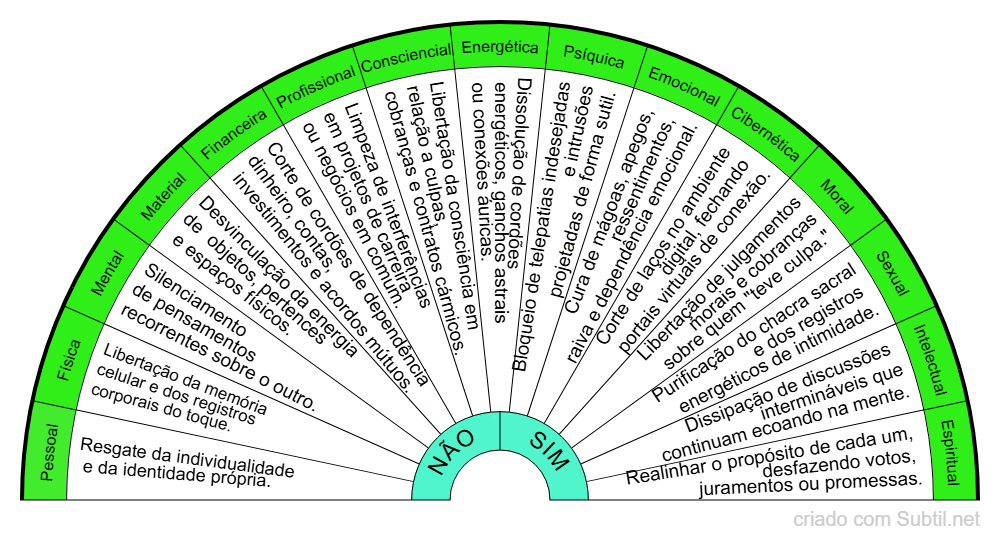 Pessoal
Resgate da individualidade
e da identidade própria.
Física
Libertação da memória
celular e dos registros
corporais do toque.
Mental
Silenciamento
de pensamentos
recorrentes sobre o outro.
Material
Desvinculação da energia
de objetos, pertences
e espaços físicos.
Financeira
Corte de cordões de dependência
dinheiro, contas,
investimentos e acordos mútuos.
Profissional
Limpeza de interferências
em projetos de carreira
ou negócios em comum.
Consciencial
Libertação da consciência em
relação a culpas,
cobranças e contratos cármicos.
Energética
Dissolução de cordões
energéticos, ganchos astrais
ou conexões áuricas.
Psíquica
Bloqueio de telepatias indesejadas
e intrusões
projetadas de forma sutil.
Emocional
Cura de mágoas, apegos,
ressentimentos,
raiva e dependência emocional.
Cibernética
Corte de laços no ambiente
digital, fechando
portais virtuais de conexão.
Moral
Libertação de julgamentos
morais e cobranças
sobre quem "teve culpa."
Sexual
Purificação do chacra sacral
e dos registros
energéticos de intimidade.
Intelectual
Dissipação de discussões
intermináveis que
continuam ecoando na mente.
Espiritual
Realinhar o propósito de cada um,
desfazendo votos,
juramentos ou promessas.
NÃO
SIM
criado com Subtil.net